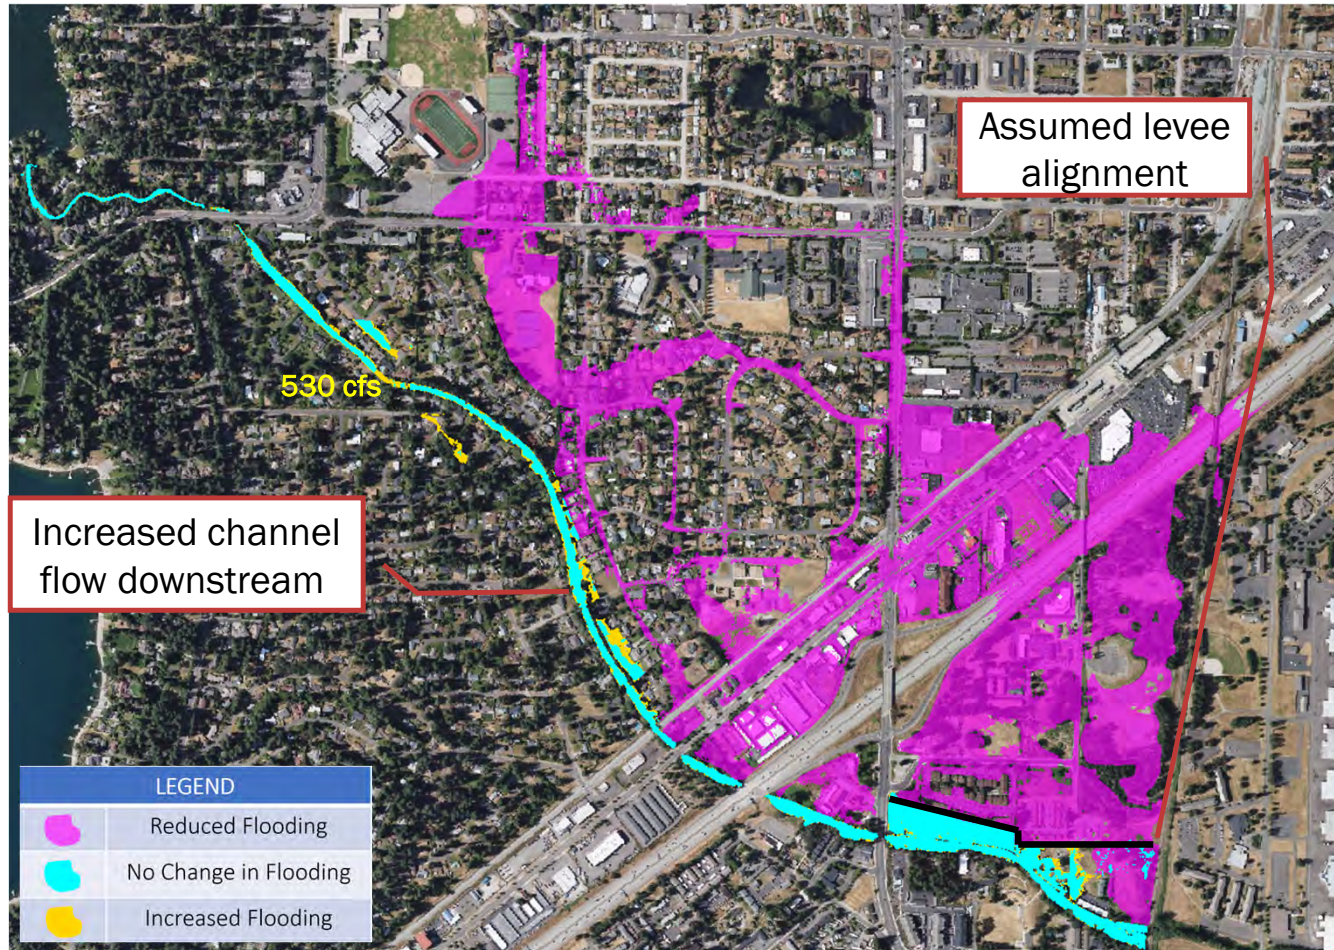 Assumed levee
alignment
530 cfs
Increased channel
flow downstream
LEGEND
Reduced Flooding
No Change in Flooding
Increased Flooding